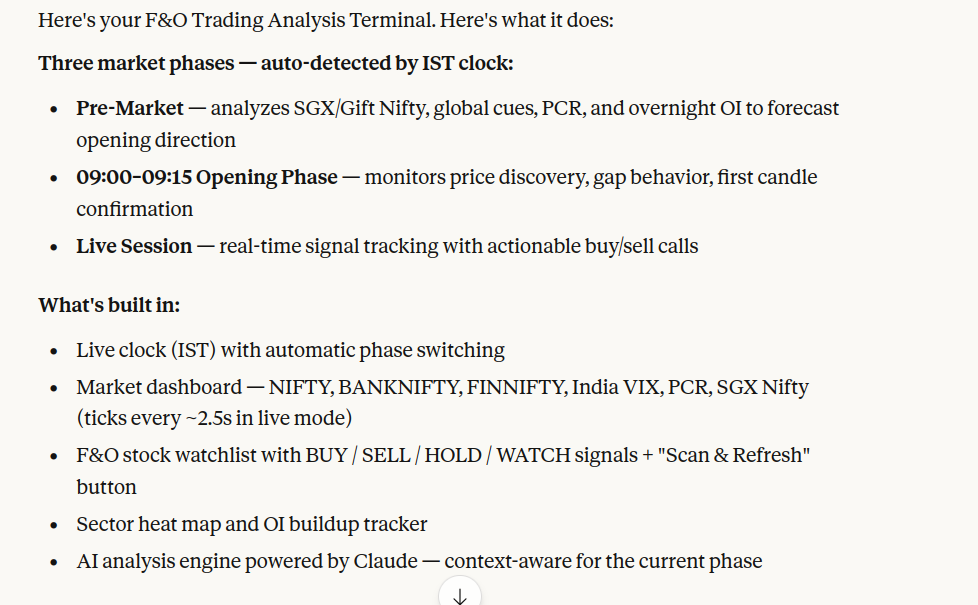 Here's your F&O Trading Analysis Terminal. Here's what it does:
Three market phases — auto-detected by IST clock:
• Pre-Market — analyzes SGX/Gift Nifty, global cues, PCR, and overnight OI to forecast
opening direction
• 09:00–09:15 Opening Phase — monitors price discovery, gap behavior, first candle
confirmation
• Live Session — real-time signal tracking with actionable buy/sell calls
What's built in:
• Live clock (IST) with automatic phase switching
• Market dashboard — NIFTY, BANKNIFTY, FINNIFTY, India VIX, PCR, SGX Nifty
(ticks every ~2.5s in live mode)
• F&O stock watchlist with BUY / SELL / HOLD / WATCH signals + "Scan & Refresh"
button
• Sector heat map and OI buildup tracker
• AI analysis engine powered by Claude — context-aware for the current phase